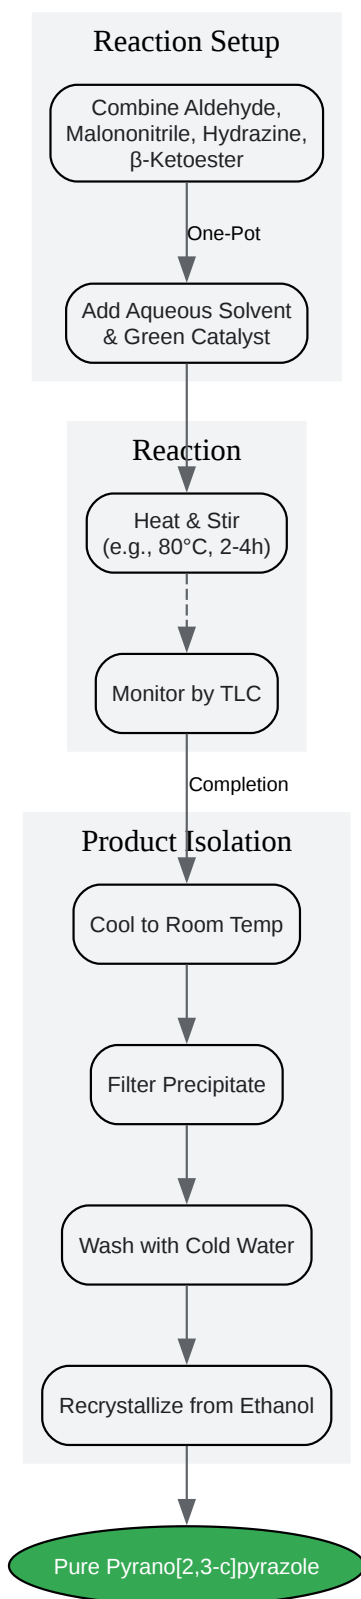 Reaction Setup
Combine Aldehyde,
Malononitrile, Hydrazine,
β-Ketoester
One-Pot
Add Aqueous Solvent
& Green Catalyst
Reaction
Heat & Stir
(e.g., 80°C, 2-4h)
Monitor by TLC
Completion
Product Isolation
Cool to Room Temp
Filter Precipitate
Wash with Cold Water
Recrystallize from Ethanol
Pure Pyrano[2,3-c]pyrazole